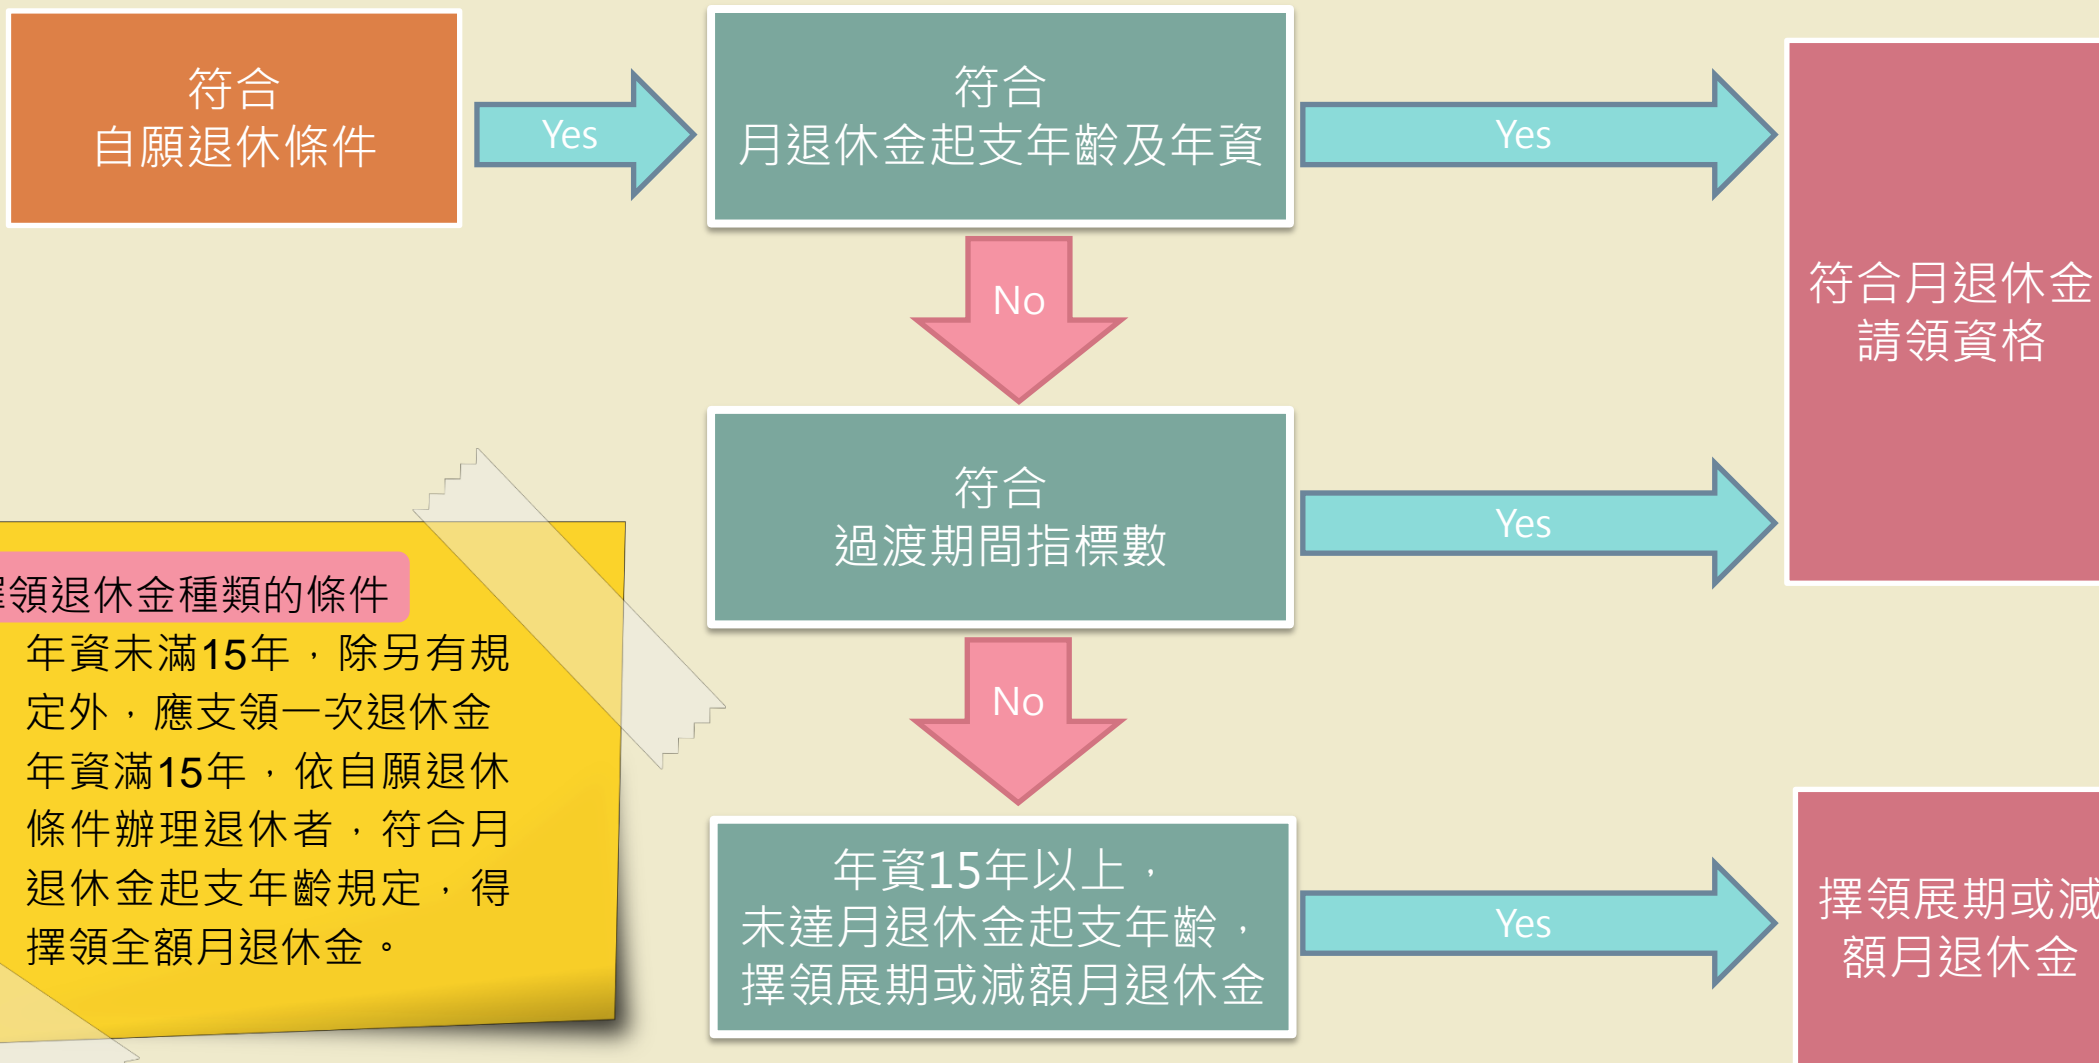 符合
自願退休條件
Yes
符合
月退休金起支年齡及年資
Yes
符合月退休金
請領資格
No
符合
過渡期間指標數
Yes
No
年資15年以上，
未達月退休金起支年齡，
擇領展期或減額月退休金
Yes
擇領展期或減
額月退休金
擇領退休金種類的條件
年資未滿15年，除另有規
定外，應支領一次退休金
年資滿15年，依自願退休
條件辦理退休者，符合月
退休金起支年齡規定，得
擇領全額月退休金。